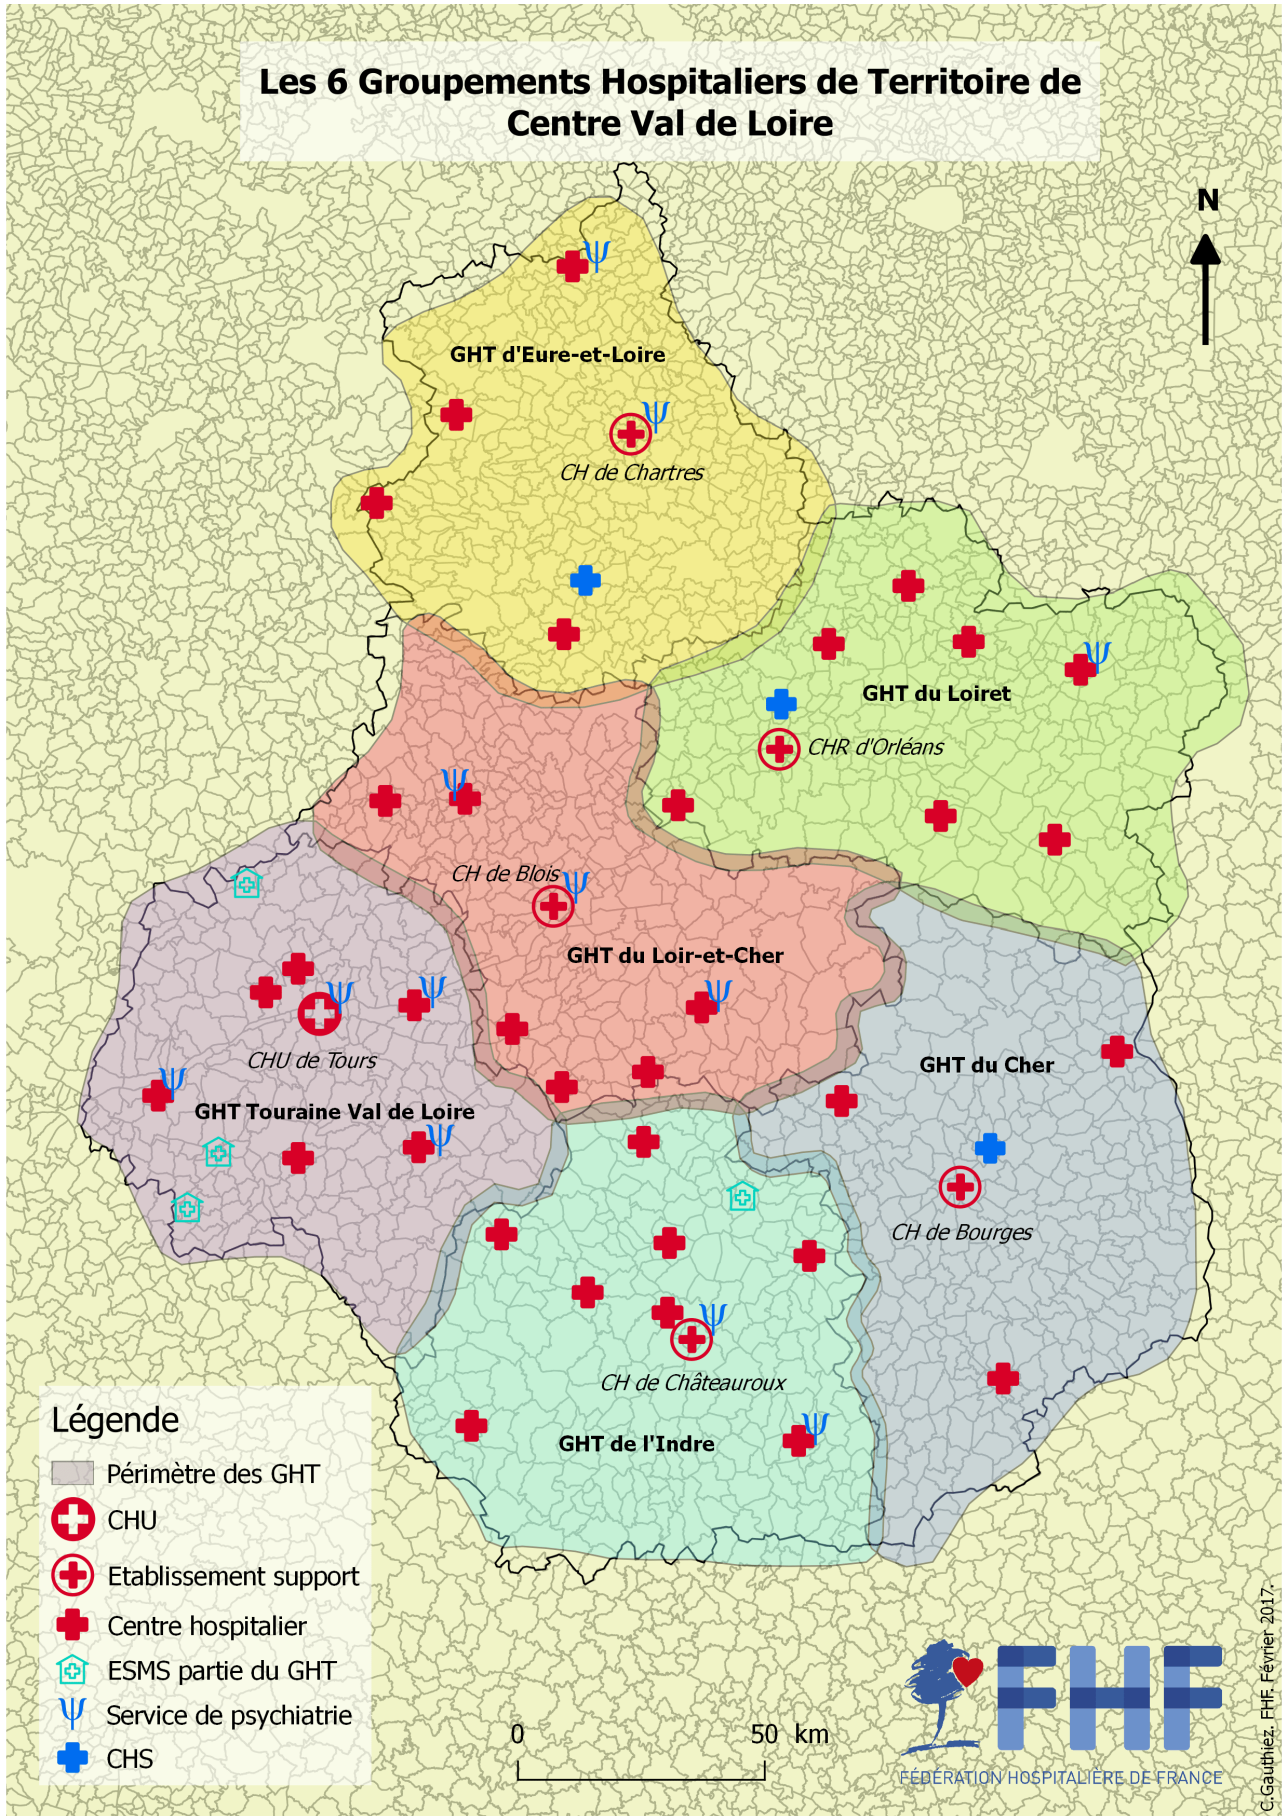 Les 6 Groupements Hospitaliers de Territoire de
Centre Val de Loire
N
ψ
GHT d'Eure-et-Loire
ψ
CH de Chartres
ψ
GHT du Loiret
CHR d'Orléans
ψ
CH de Blois
ψ
GHT du Loir-et-Cher
ψ
ψ
ψ
CHU de Tours
GHT du Cher
ψ
GHT Touraine Val de Loire
ψ
CH de Bourges
ψ
CH de Châteauroux
ψ
GHT de l'Indre
Légende
Périmètre des GHT
CHU
Etablissement support
Centre hospitalier
ESMS partie du GHT
ψ Service de psychiatrie
CHS
0 50 km
FHF
FÉDÉRATION HOSPITALIÈRE DE FRANCE
C.Gauthiez. FHF. Février 2017.